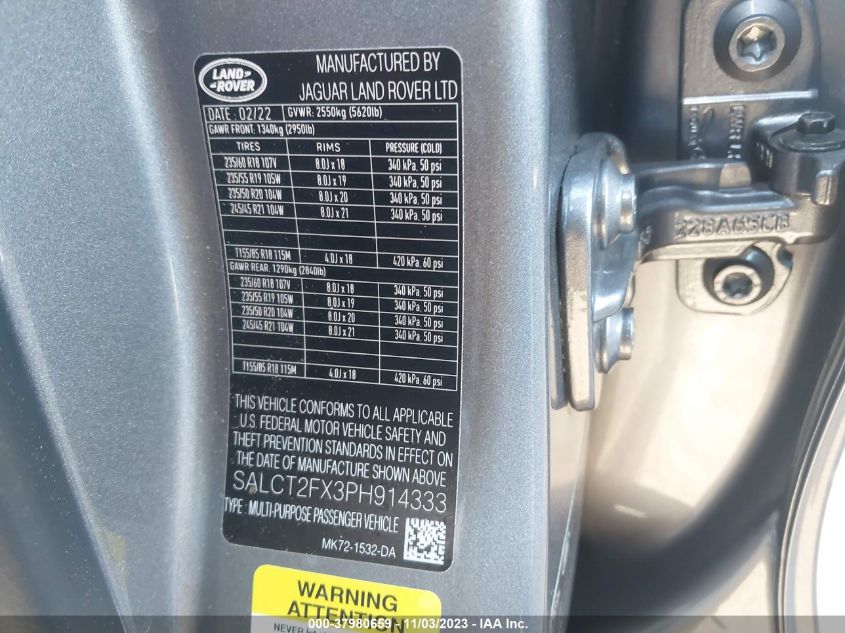 LAND
ROVER
MANUFACTURED BY
JAGUAR LAND ROVER LTD
DATE : 02/22 GVWR: 2550kg (5620lb)
GAWR FRONT: 1340kg (2950lb)
TIRES RIMS PRESSURE (COLD)
235/60 R18 107V 8.0J x 18 340 kPa, 50 psi
235/55 R19 105W 8.0J x 19 340 kPa, 50 psi
235/50 R20 104W 8.0J x 20 340 kPa, 50 psi
245/45 R21 104W 8.0J x 21 340 kPa, 50 psi
T155/85 R18 115M 4.0J x 18 420 kPa, 60 psi
GAWR REAR: 1290kg (2840lb)
235/60 R18 107V 8.0J x 18 340 kPa, 50 psi
235/55 R19 105W 8.0J x 19 340 kPa, 50 psi
235/50 R20 104W 8.0J x 20 340 kPa, 50 psi
245/45 R21 104W 8.0J x 21 340 kPa, 50 psi
T155/85 R18 115M 4.0J x 18 420 kPa, 60 psi
THIS VEHICLE CONFORMS TO ALL APPLICABLE
U.S. FEDERAL MOTOR VEHICLE SAFETY AND
THEFT PREVENTION STANDARDS IN EFFECT ON
THE DATE OF MANUFACTURE SHOWN ABOVE
SALCT2FX3PH914333
TYPE : MULTI-PURPOSE PASSENGER VEHICLE
MK72-1532-DA
WARNING
ATTENTION
NEVER
000-37980659 - 11/03/2023 - IAA Inc.